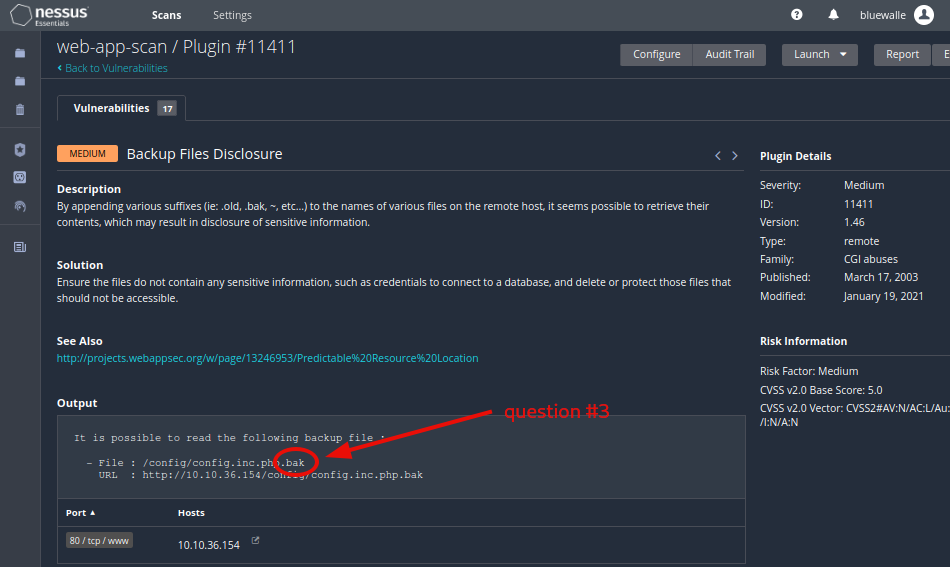 nessus
Essentials
Scans
Settings
bluewalle
web-app-scan / Plugin #11411
Back to Vulnerabilities
Configure
Audit Trail
Launch
Report
E
Vulnerabilities 17
MEDIUM
Backup Files Disclosure
Description
By appending various suffixes (ie: .old, .bak, ~, etc...) to the names of various files on the remote host, it seems possible to retrieve their
contents, which may result in disclosure of sensitive information.
Solution
Ensure the files do not contain any sensitive information, such as credentials to connect to a database, and delete or protect those files that
should not be accessible.
See Also
http://projects.webappsec.org/w/page/13246953/Predictable%20Resource%20Location
Output
question #3
It is possible to read the following backup file :
- File : /config/config.inc.php.bak
URL : http://10.10.36.154/config/config.inc.php.bak
Port Hosts
80 / tcp / www 10.10.36.154
Plugin Details
Severity: Medium
ID: 11411
Version: 1.46
Type: remote
Family: CGI abuses
Published: March 17, 2003
Modified: January 19, 2021
Risk Information
Risk Factor: Medium
CVSS v2.0 Base Score: 5.0
CVSS v2.0 Vector: CVSS2#AV:N/AC:L/Au:
/I:N/A:N